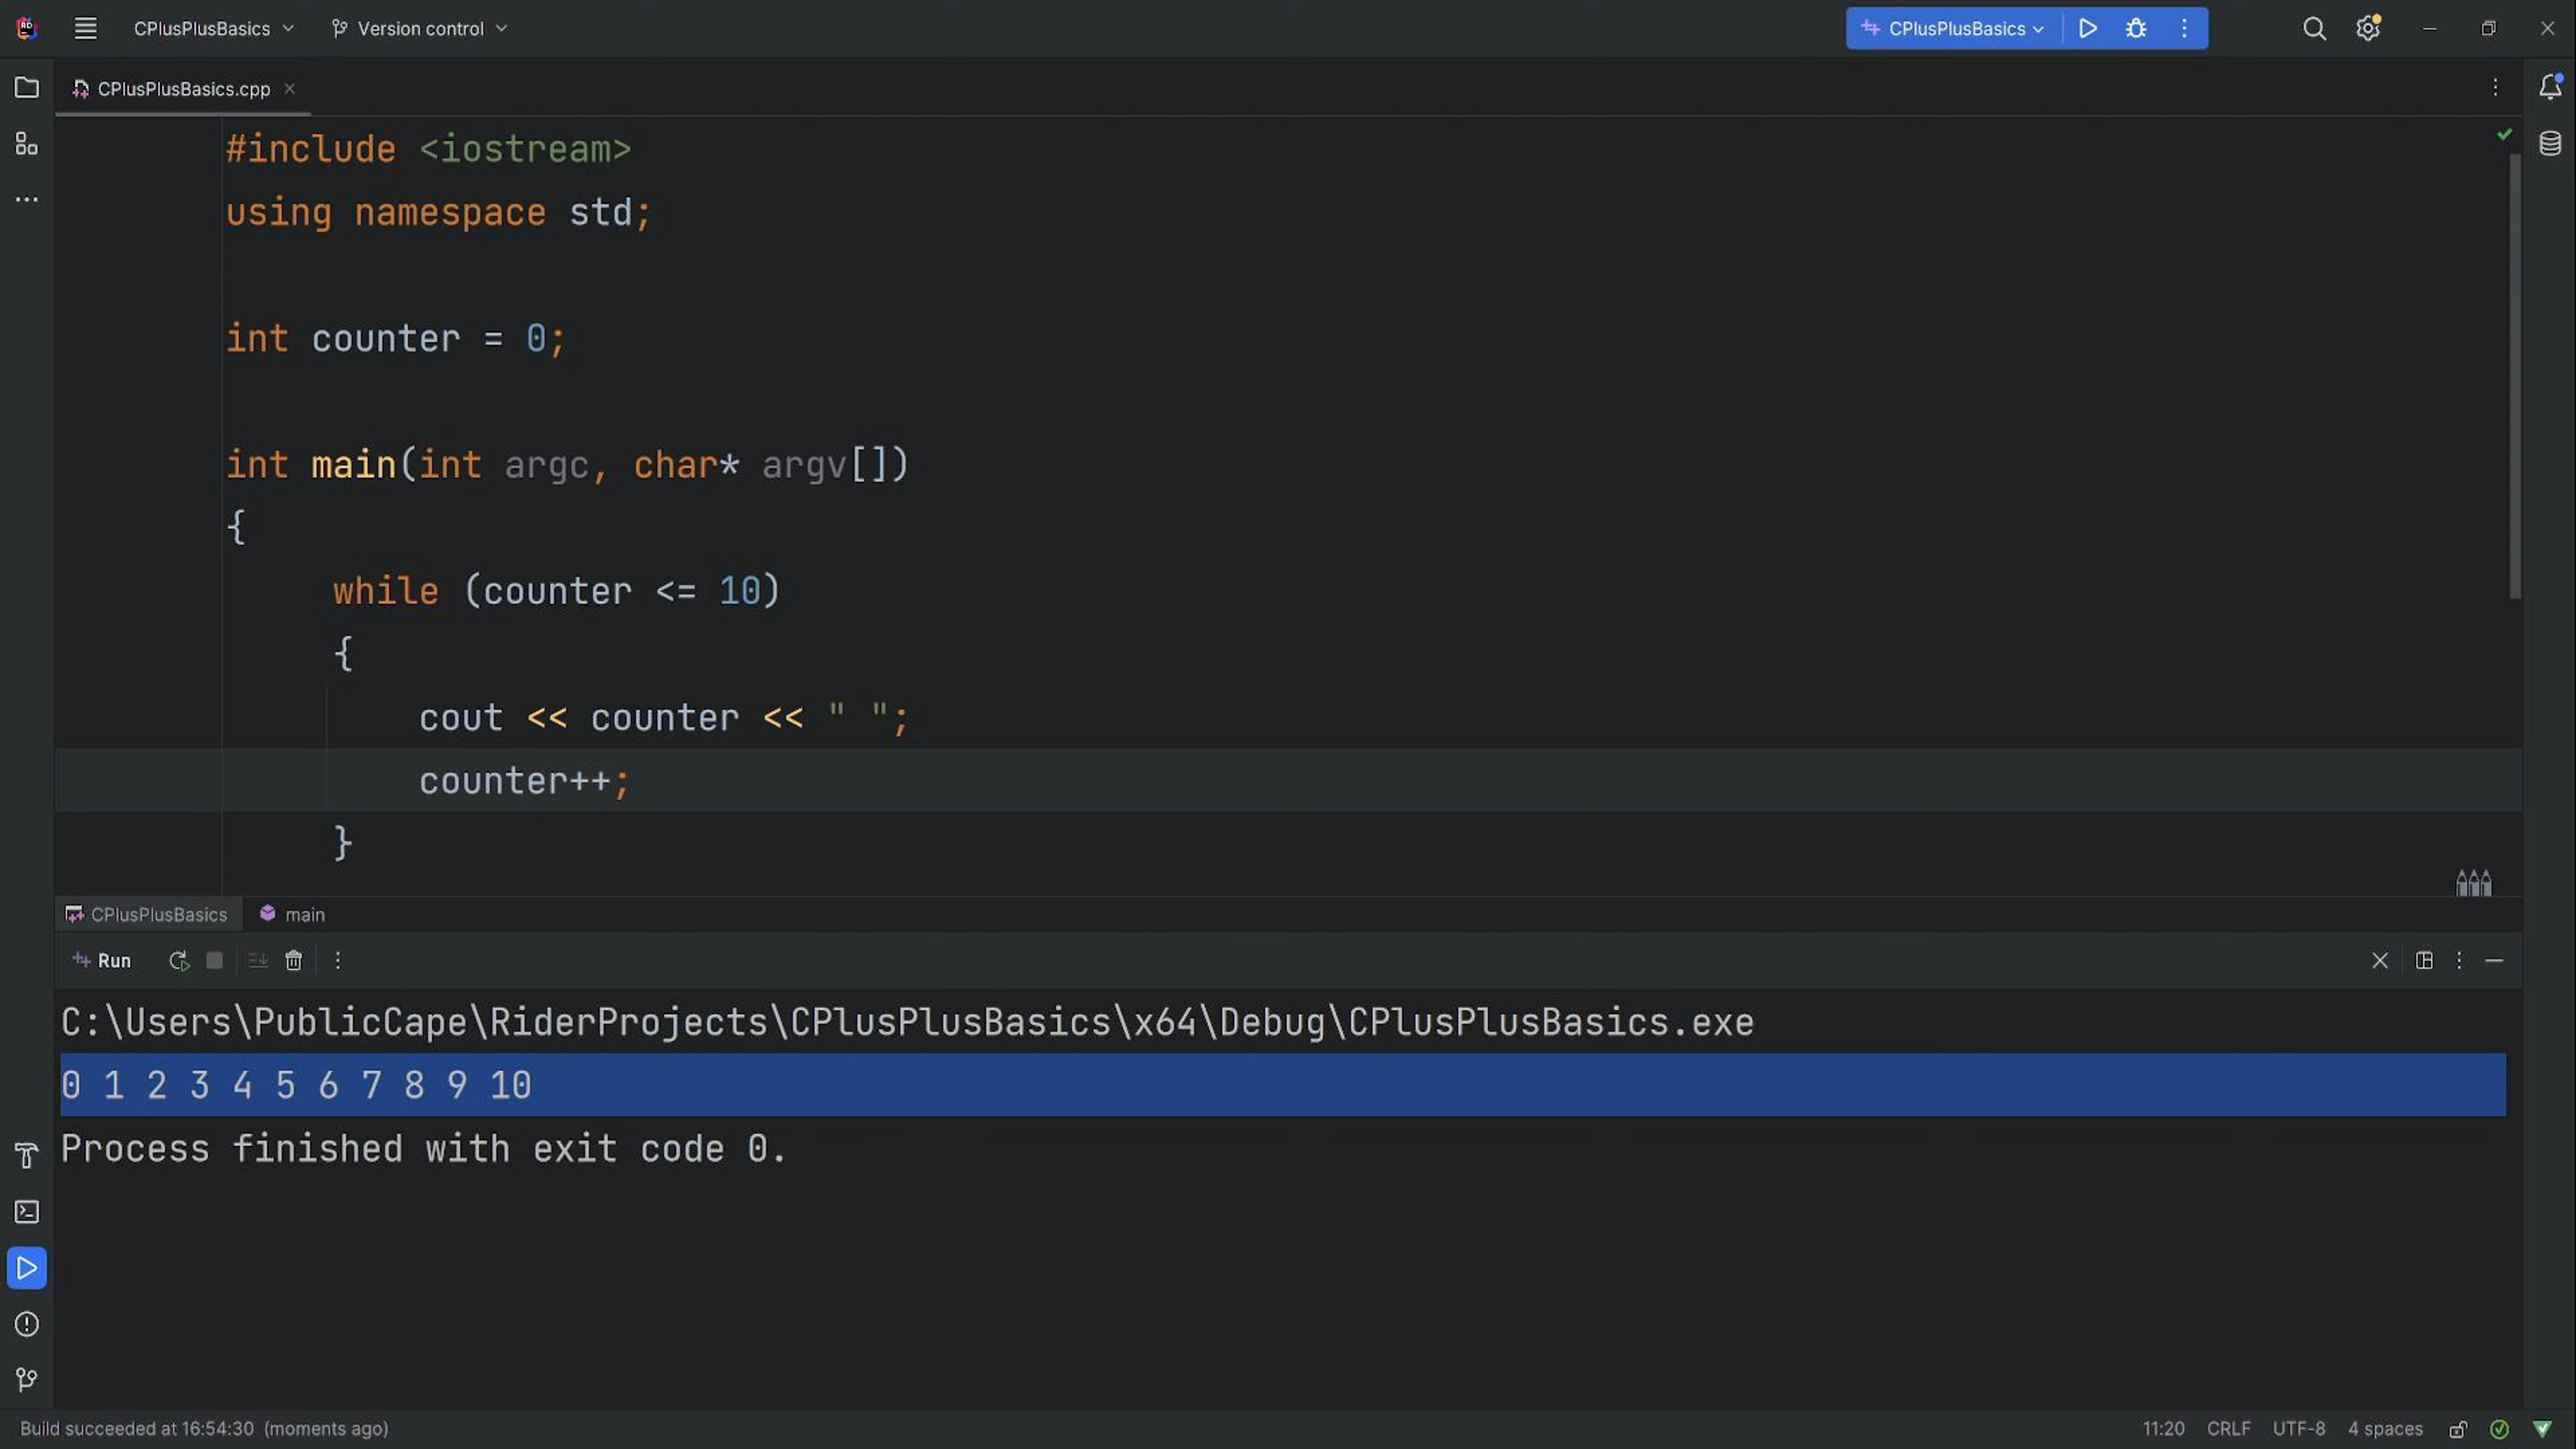 CPlusPlusBasics Version control CPlusPlusBasics
CPlusPlusBasics.cpp
#include <iostream>
using namespace std;
int counter = 0;
int main(int argc, char* argv[])
{
while (counter <= 10)
{
cout << counter << " ";
counter++;
}
CPlusPlusBasics main
Run
C:\Users\PublicCape\RiderProjects\CPlusPlusBasics\x64\Debug\CPlusPlusBasics.exe
0 1 2 3 4 5 6 7 8 9 10
Process finished with exit code 0.
Build succeeded at 16:54:30 (moments ago) 11:20 CRLF UTF-8 4 spaces